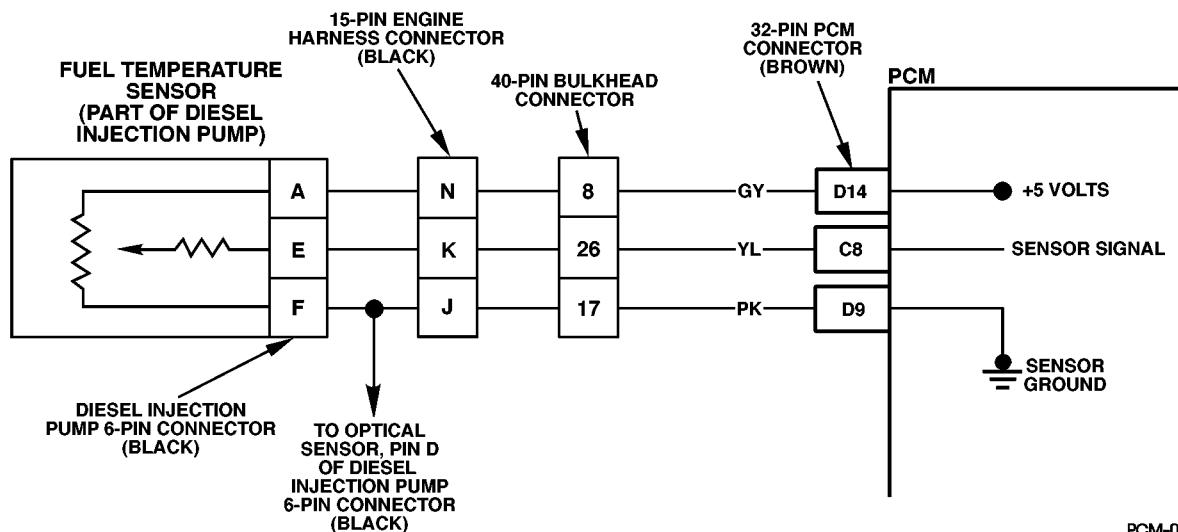 15-PIN ENGINE
HARNESS CONNECTOR
(BLACK)
32-PIN PCM
CONNECTOR
(BROWN)
PCM
FUEL TEMPERATURE
SENSOR
(PART OF DIESEL
INJECTION PUMP)
40-PIN BULKHEAD
CONNECTOR
A
N
8
GY
D14
+5 VOLTS
E
K
26
YL
C8
SENSOR SIGNAL
F
J
17
PK
D9
SENSOR
GROUND
DIESEL INJECTION
PUMP 6-PIN CONNECTOR
(BLACK)
TO OPTICAL
SENSOR, PIN D
OF DIESEL
INJECTION PUMP
6-PIN CONNECTOR
(BLACK)